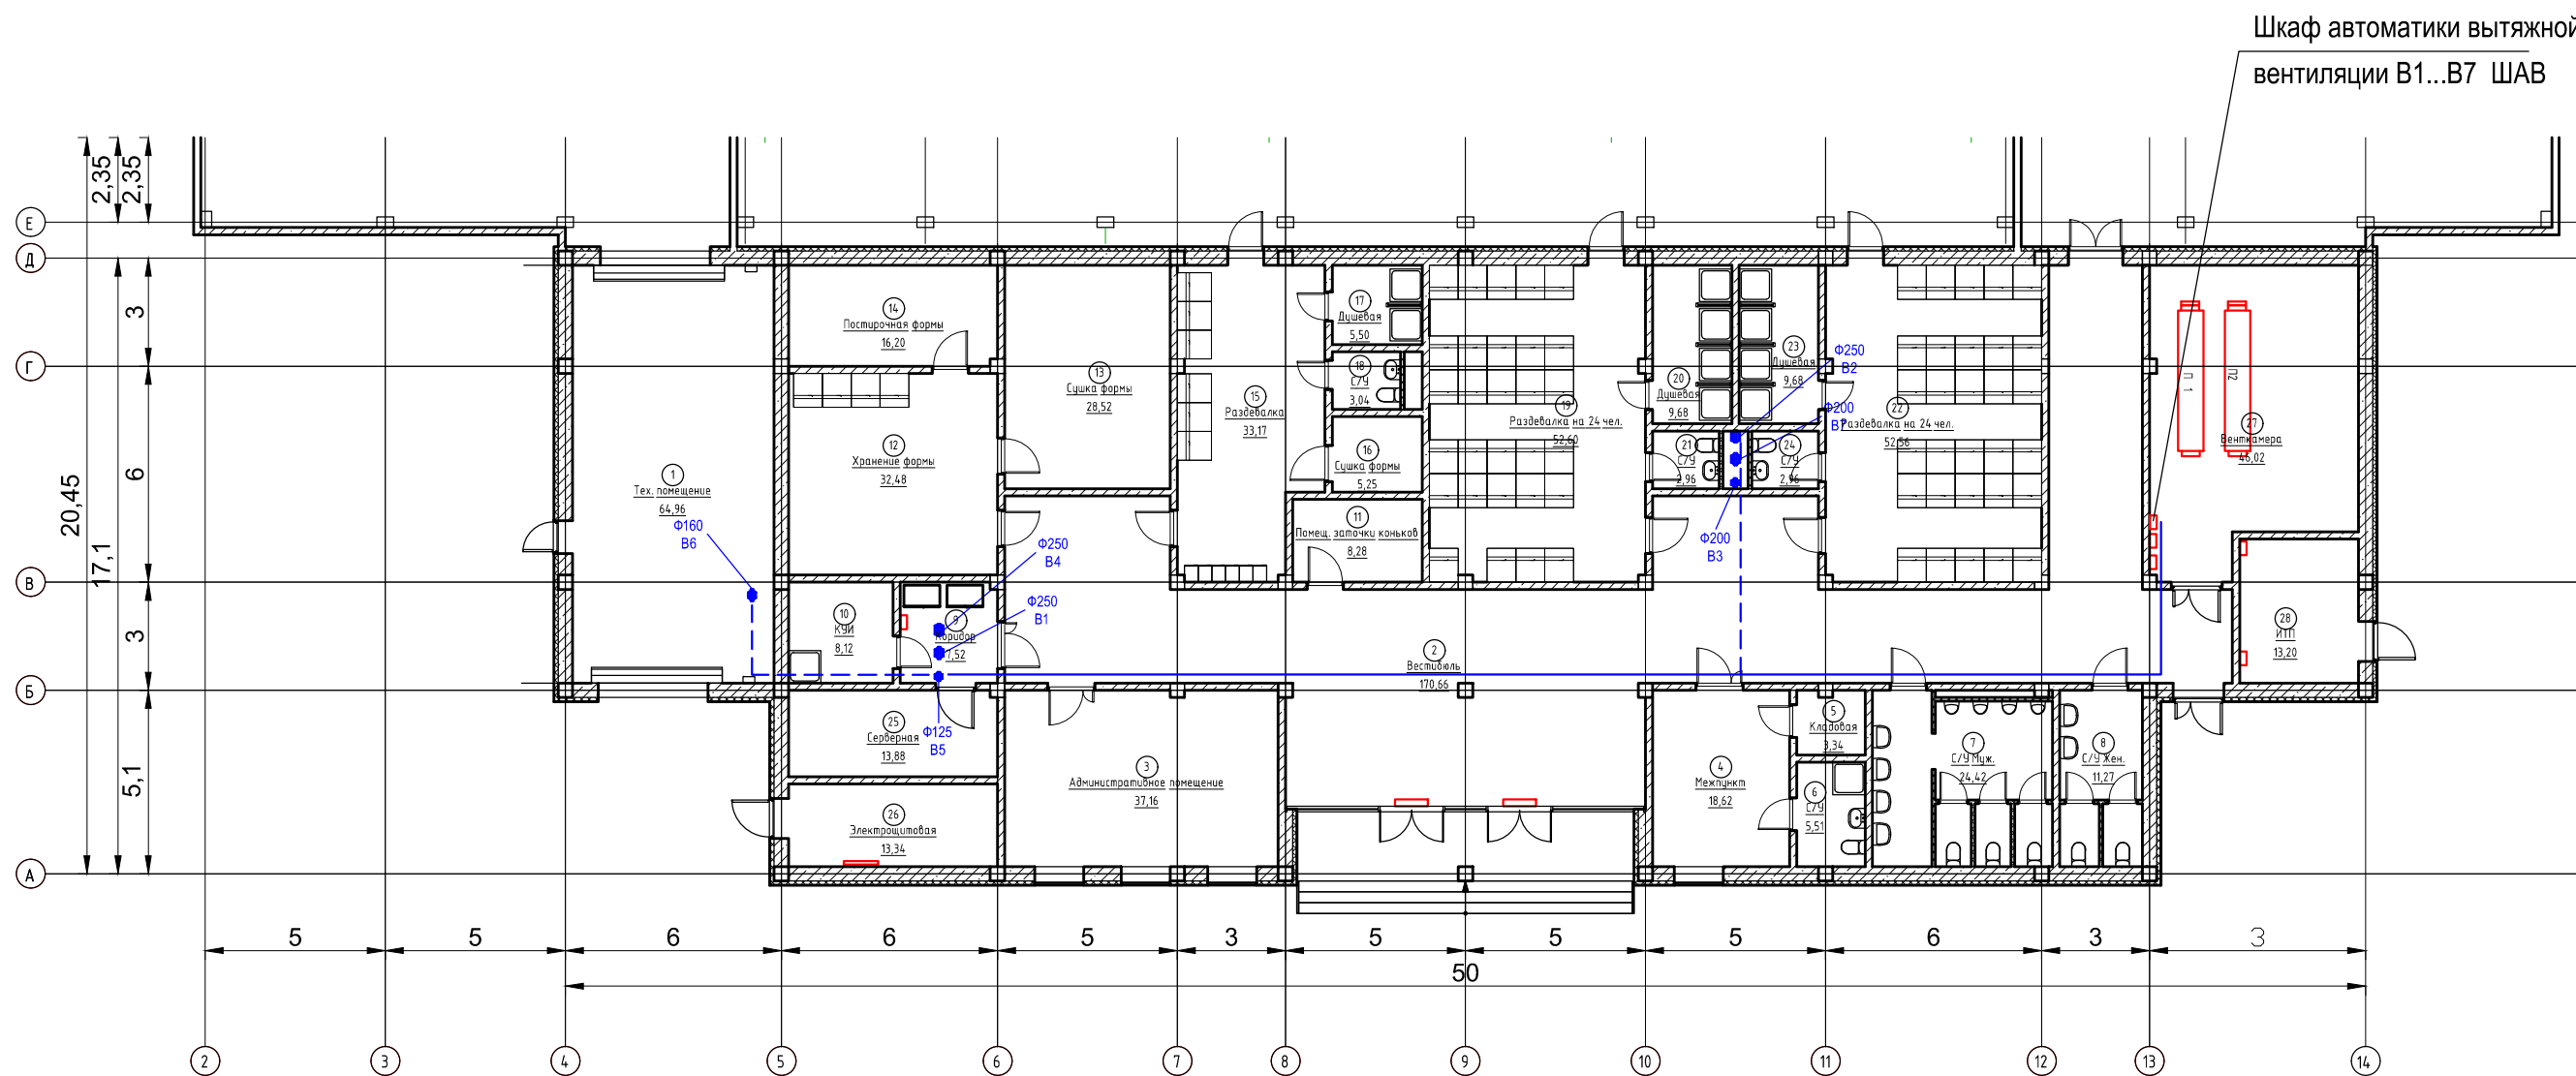 Шкаф автоматики вытяжной
вентиляции В1...В7 ШАВ
2,35
2,35
Е
Д
Г
В
Б
А
3
6
3
5,1
17,1
20,45
1
Тех. помещение
64,96
Ф160
В6
14
Постирочная формы
16,20
12
Хранение формы
32,48
13
Сушка формы
28,52
15
Раздевалка
33,17
17
Душевая
5,50
18
С/У
3,04
16
Сушка формы
5,25
11
Помещ. заточки коньков
8,28
19
Раздевалка на 24 чел.
52,60
20
Душевая
9,68
23
Душевая
9,68
Ф250
В2
Ф200
В7
21
С/У
2,96
24
С/У
2,96
Ф200
В3
22
Раздевалка на 24 чел.
52,56
П 1
П2
27
Венткамера
46,02
28
ИТП
13,20
10
КУИ
8,12
9
Коридор
7,52
Ф250
В4
Ф250
В1
Ф125
В5
2
Вестибюль
170,66
25
Серверная
13,88
26
Электрощитовая
13,34
3
Административное помещение
37,16
4
Межпункт
18,62
5
Кладовая
3,34
6
С/У
5,51
7
С/У Муж.
24,42
8
С/У Жен.
11,27
5
5
6
6
5
3
5
5
5
6
3
3
50
2
3
4
5
6
7
8
9
10
11
12
13
14